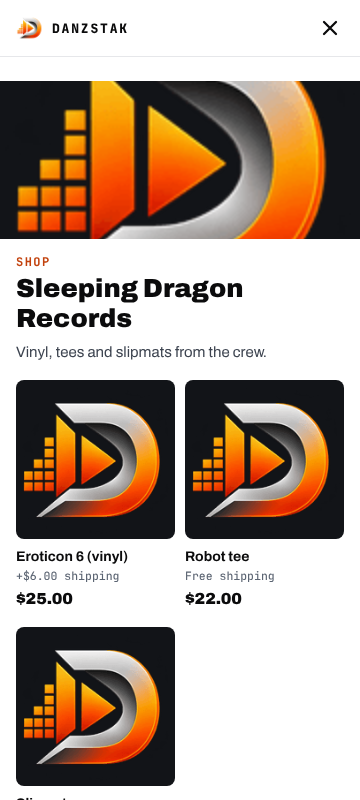 DANZSTAK
SHOP
Sleeping Dragon
Records
Vinyl, tees and slipmats from the crew.
Eroticon 6 (vinyl)
+$6.00 shipping
$25.00
Robot tee
Free shipping
$22.00